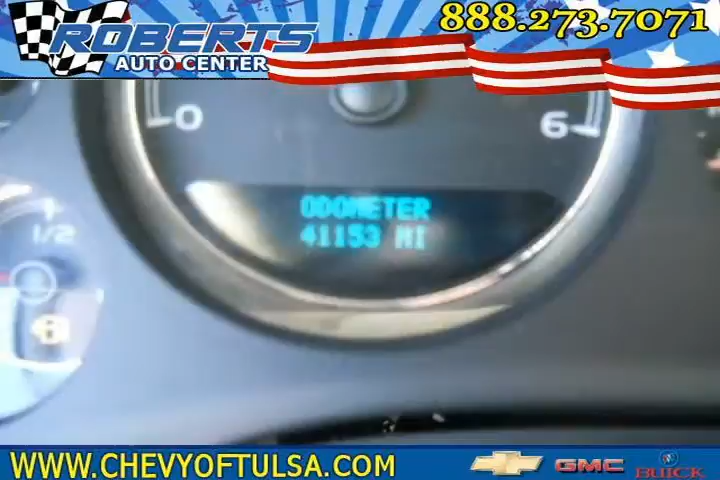 ROBERTS
AUTO CENTER
888.273.7071
0
6
1/2
ODOMETER
41153 MI
WWW.CHEVYOFTULSA.COM
GMC
BUICK